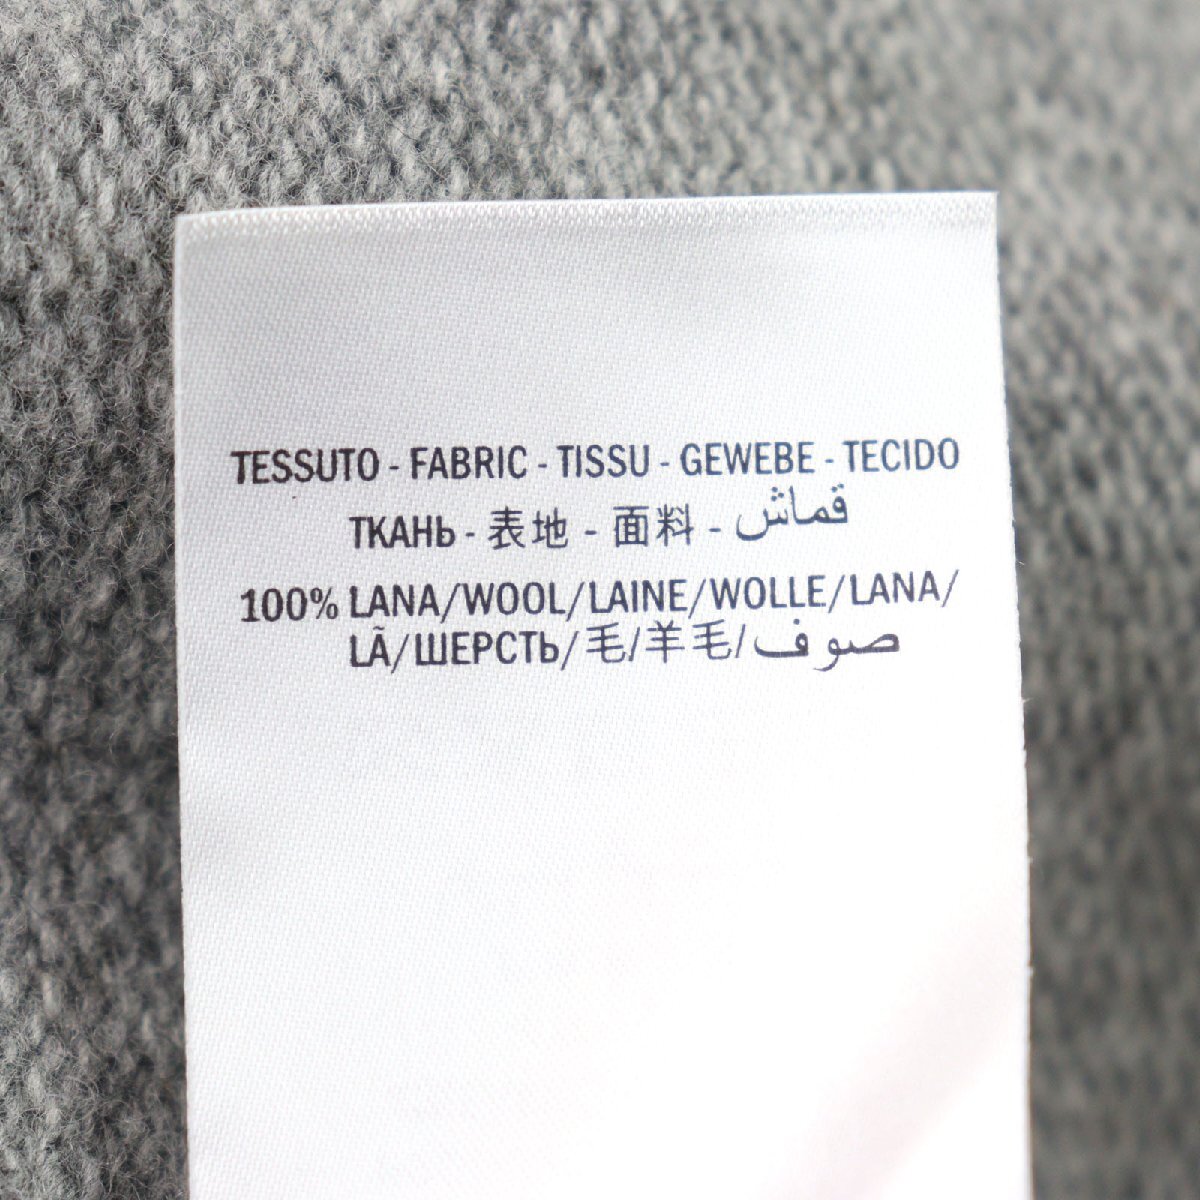 TESSUTO - FABRIC - TISSU - GEWEBE - TECIDO
ТКАНЬ - 表地 - 面料 - قماش
100% LANA/WOOL/LAINE/WOLLE/LANA/
LÃ/ШЕРСТЬ/毛/羊毛/صوف